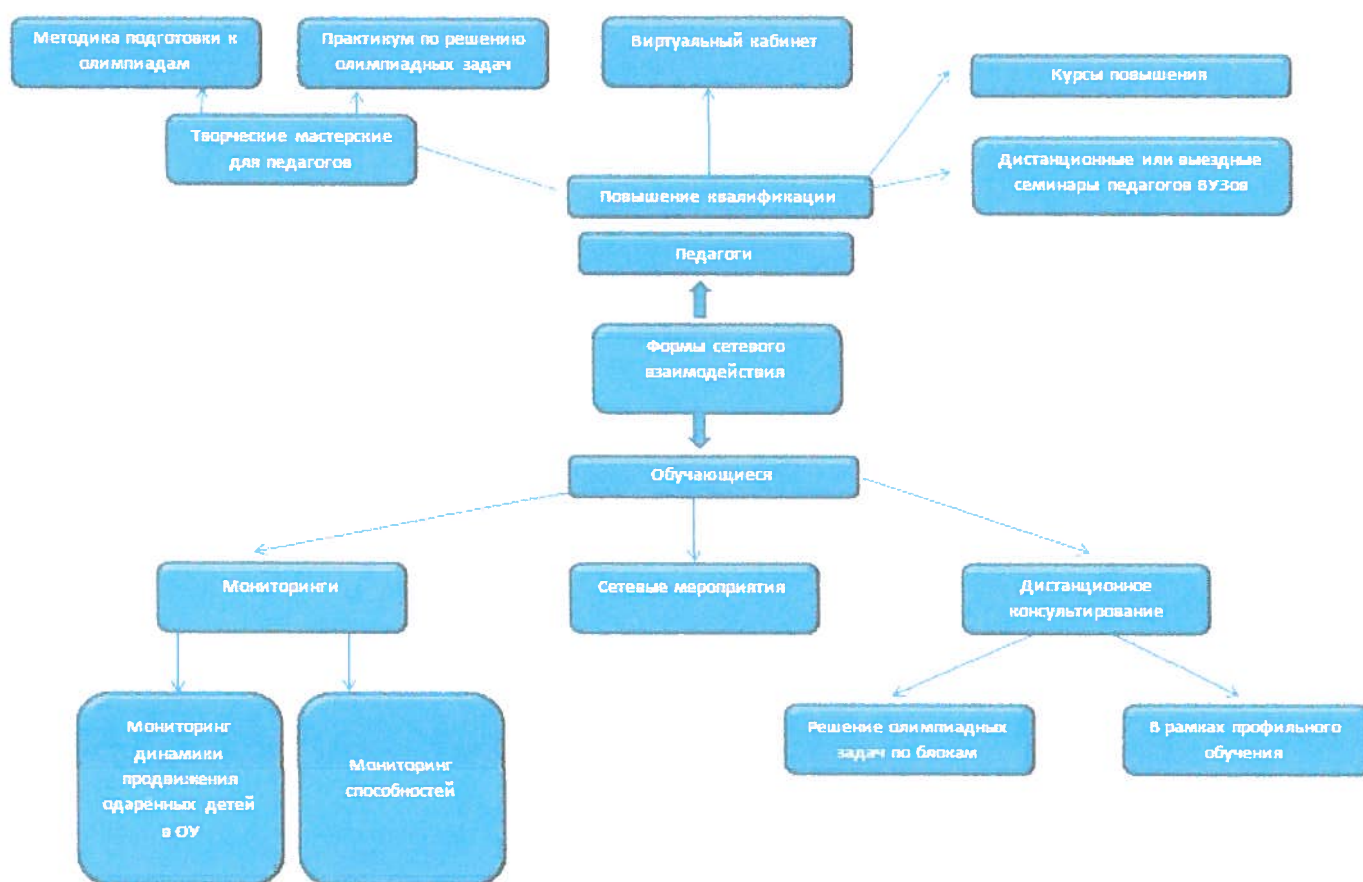 Методика подготовки к
олимпиадам
Практикум по решению
олимпиадных задач
Виртуальный кабинет
Курсы повышения
Творческие мастерские
для педагогов
Дистанционные или выездные
семинары педагогов ВУЗов
Повышение квалификации
Педагоги
Формы сетевого
взаимодействия
Обучающиеся
Мониторинги
Сетевые мероприятия
Дистанционное
консультирование
Мониторинг
динамики
продвижения
одаренных детей
в ОУ
Мониторинг
способностей
Решение олимпиадных
задач по блокам
В рамках профильного
обучения